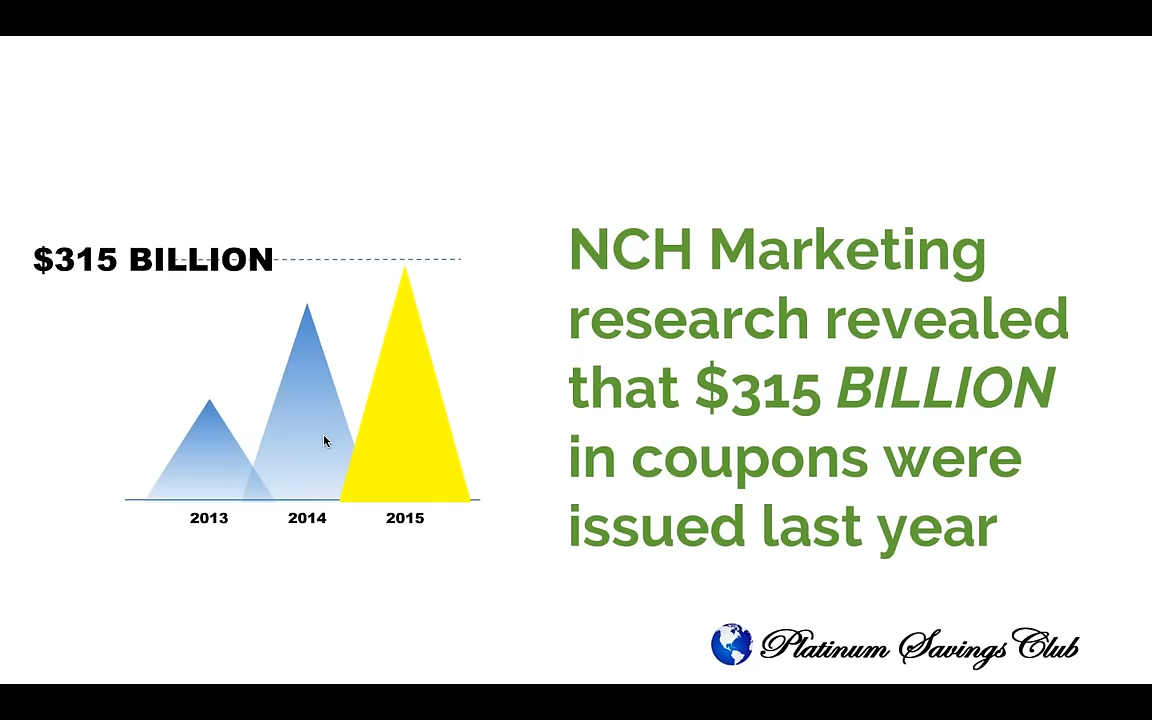 $315 BILLION
2013 2014 2015
NCH Marketing
research revealed
that $315 BILLION
in coupons were
issued last year
Platinum Savings Club